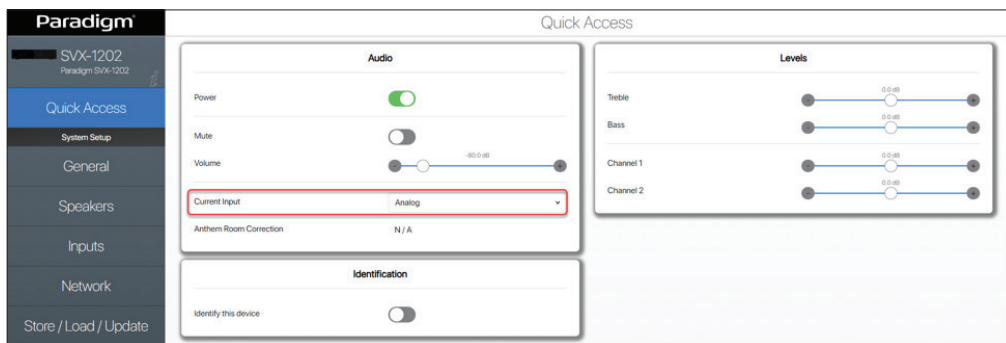 Paradigm
Quick Access
SVX-1202
Paradigm SVX-1202
Quick Access
System Setup
General
Speakers
Inputs
Network
Store / Load / Update
Audio
Power
Mute
Volume
-80.0 dB
Current Input
Analog
Anthem Room Correction
N / A
Identification
Identify this device
Levels
Treble
0.0 dB
Bass
0.0 dB
Channel 1
0.0 dB
Channel 2
0.0 dB